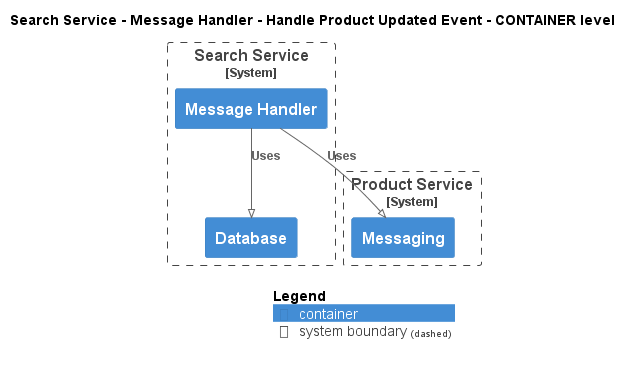 Search Service - Message Handler - Handle Product Updated Event - CONTAINER level
Search Service
[System]
Message Handler
Uses
Uses
Product Service
[System]
Database
Messaging
Legend
container
system boundary (dashed)